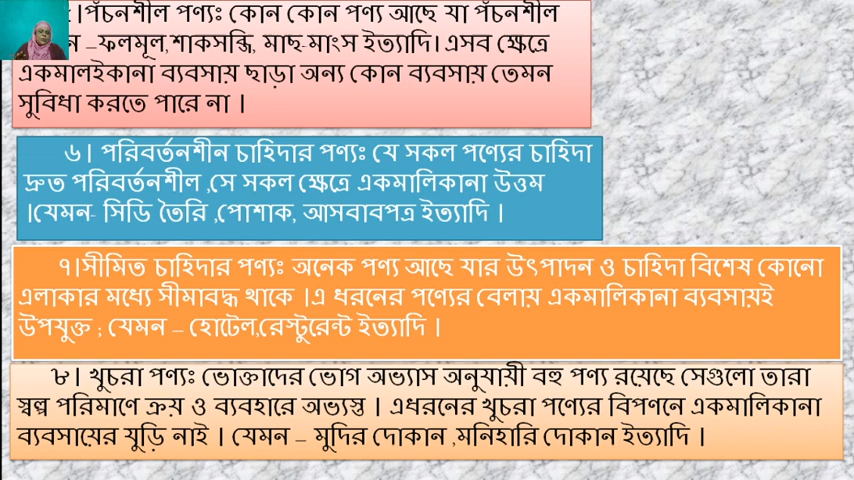 ।পঁচনশীল পণ্যঃ কোন কোন পণ্য আছে যা পঁচনশীল
–ফলমূল,শাকসব্জি, মাছ-মাংস ইত্যাদি। এসব ক্ষেত্রে
একমালইকানা ব্যবসায় ছাড়া অন্য কোন ব্যবসায় তেমন
সুবিধা করতে পারে না ।
৬। পরিবর্তনশীন চাহিদার পণ্যঃ যে সকল পণ্যের চাহিদা
দ্রুত পরিবর্তনশীল ,সে সকল ক্ষেত্রে একমালিকানা উত্তম
।যেমন- সিডি তৈরি ,পোশাক, আসবাবপত্র ইত্যাদি ।
৭।সীমিত চাহিদার পণ্যঃ অনেক পণ্য আছে যার উৎপাদন ও চাহিদা বিশেষ কোনো
এলাকার মধ্যে সীমাবদ্ধ থাকে ।এ ধরনের পণ্যের বেলায় একমালিকানা ব্যবসায়ই
উপযুক্ত ; যেমন – হোটেল,রেস্টুরেন্ট ইত্যাদি ।
৮। খুচরা পণ্যঃ ভোক্তাদের ভোগ অভ্যাস অনুযায়ী বহু পণ্য রয়েছে সেগুলো তারা
স্বল্প পরিমাণে ক্রয় ও ব্যবহারে অভ্যস্ত । এধরনের খুচরা পণ্যের বিপণনে একমালিকানা
ব্যবসায়ের যুড়ি নাই । যেমন – মুদির দোকান ,মনিহারি দোকান ইত্যাদি ।